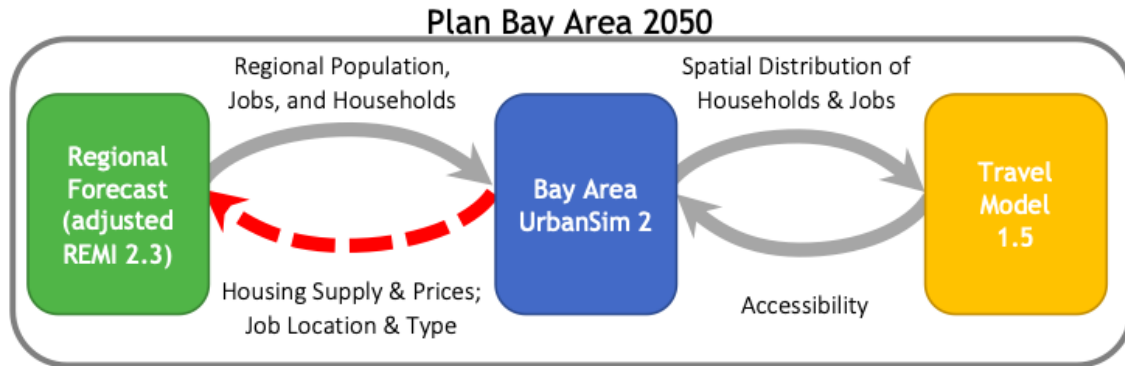 Plan Bay Area 2050
Regional Population,
Jobs, and Households
Spatial Distribution of
Households & Jobs
Regional
Forecast
(adjusted
REMI 2.3)
Bay Area
UrbanSim 2
Travel
Model
1.5
Housing Supply & Prices;
Job Location & Type
Accessibility